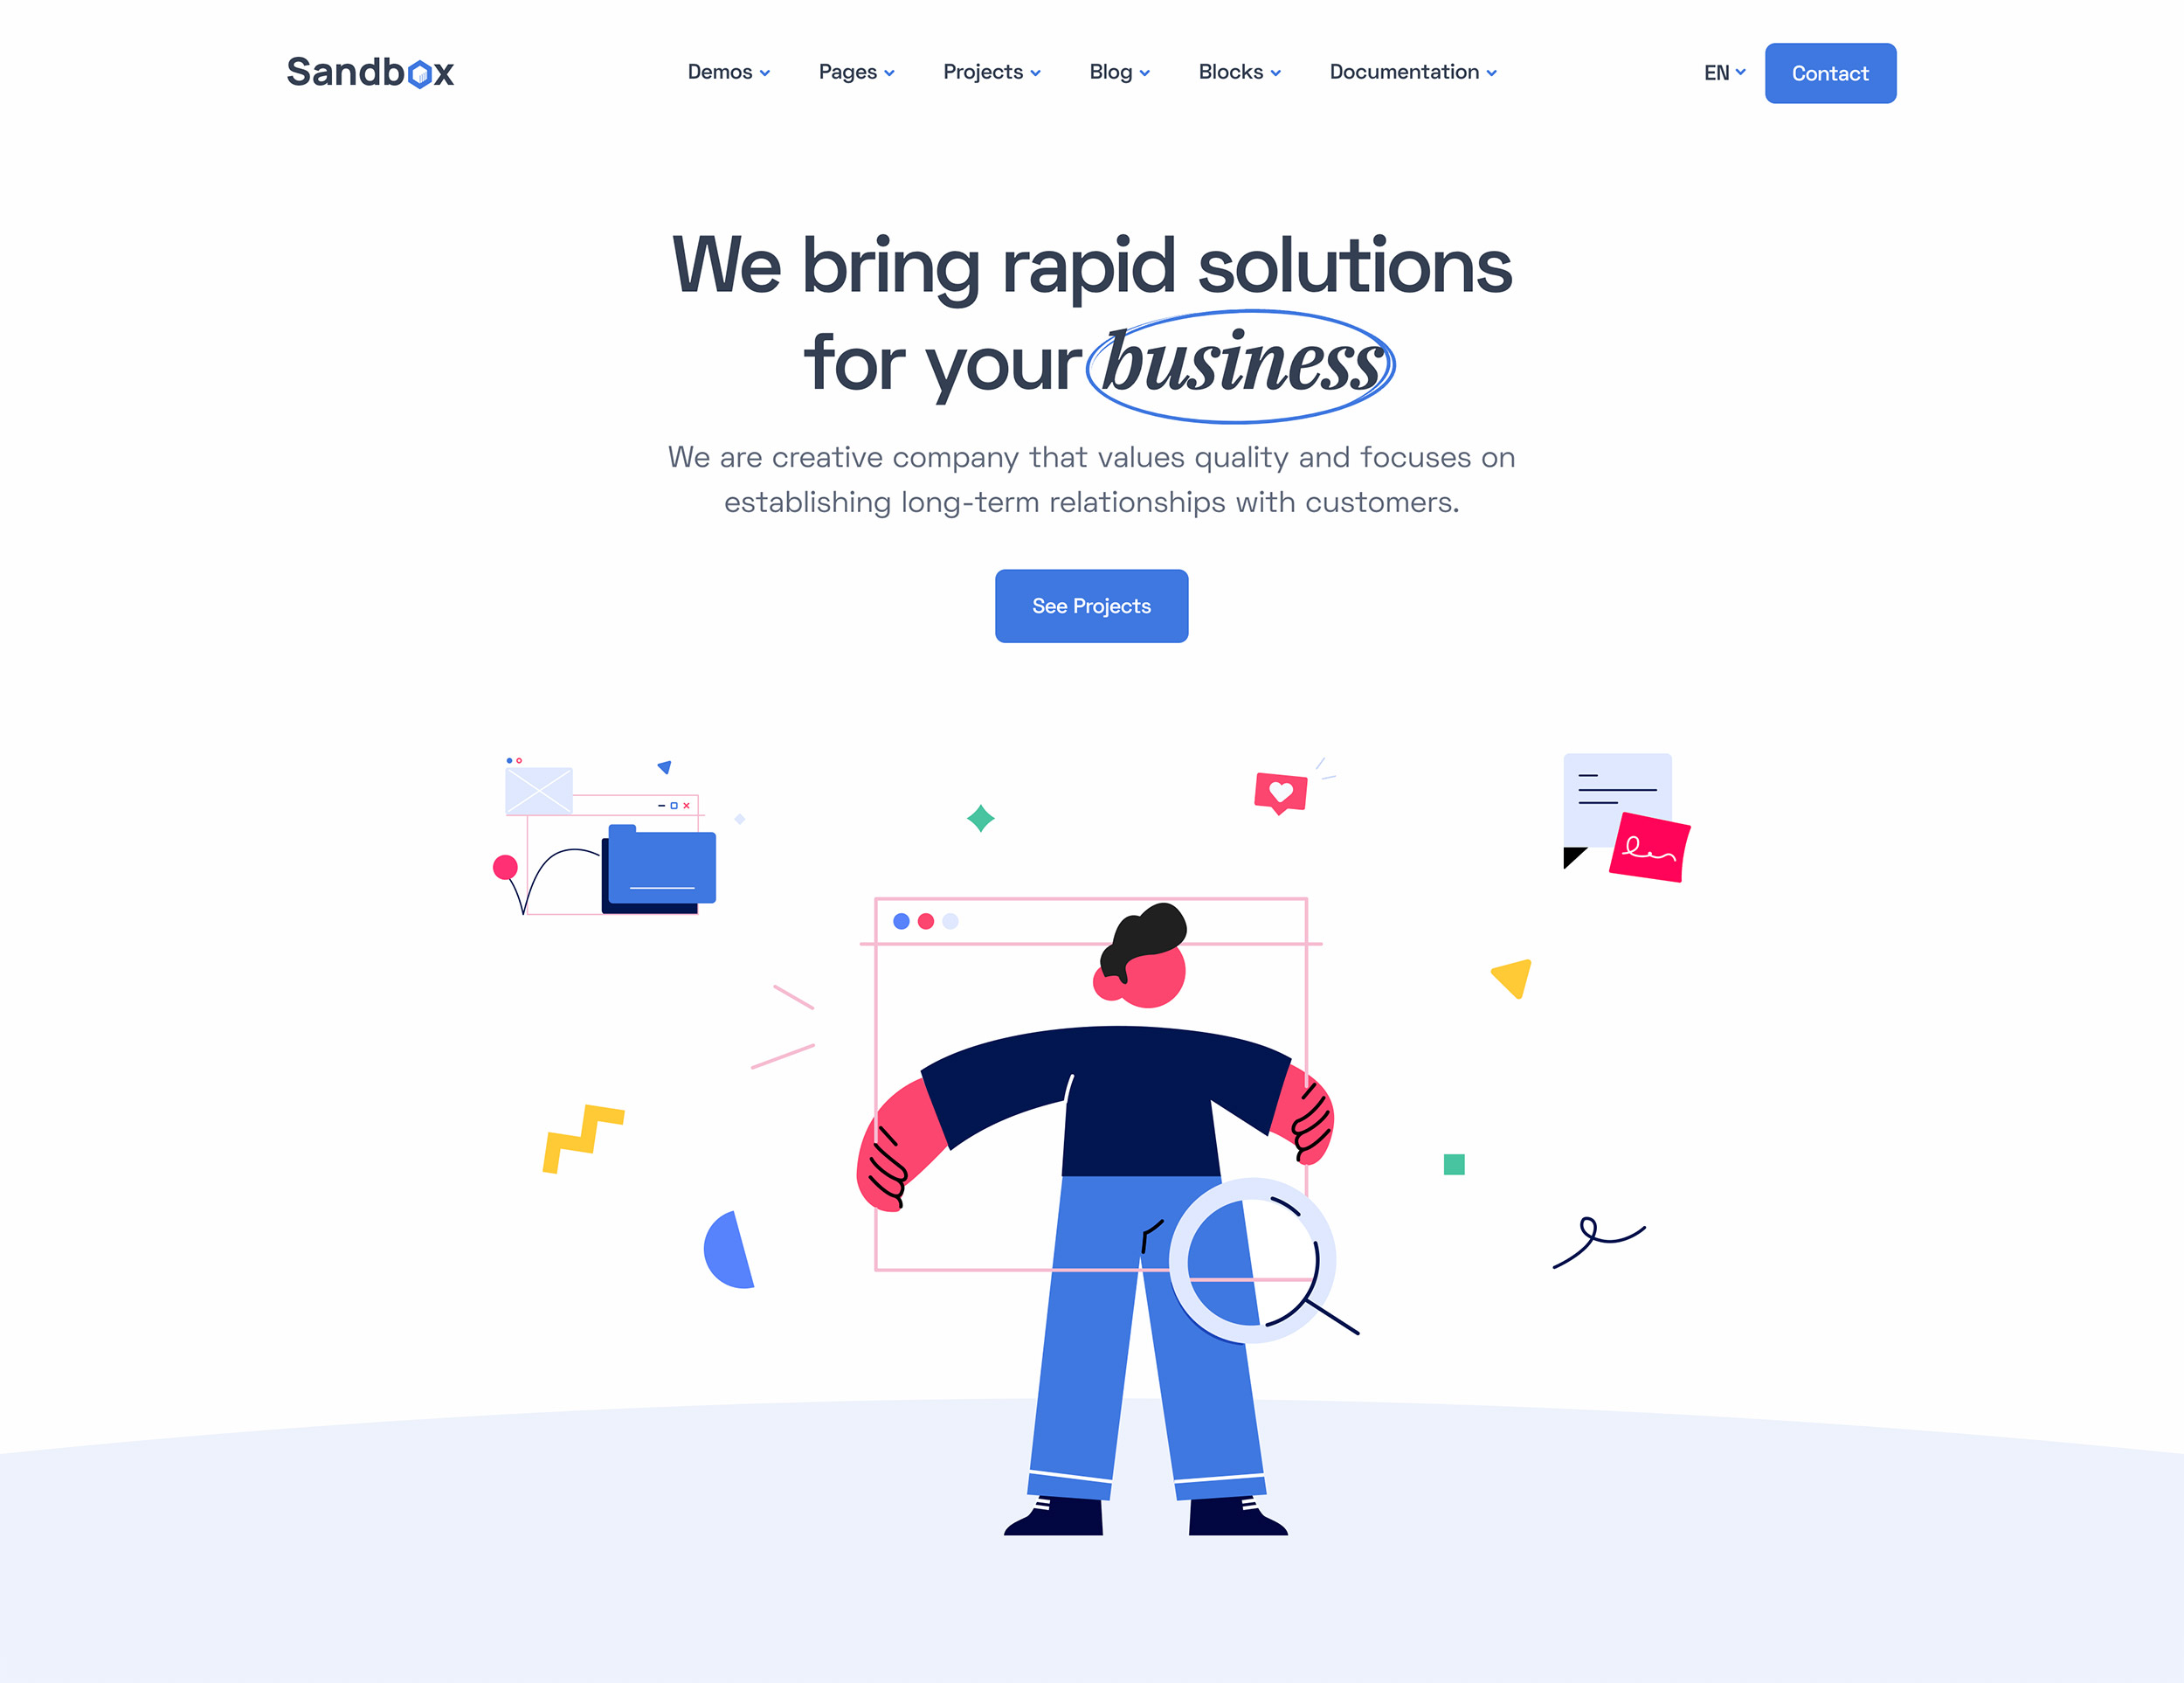 Sandbox
Demos Pages Projects Blog Blocks Documentation EN Contact
We bring rapid solutions
for your business
We are creative company that values quality and focuses on
establishing long-term relationships with customers.
See Projects